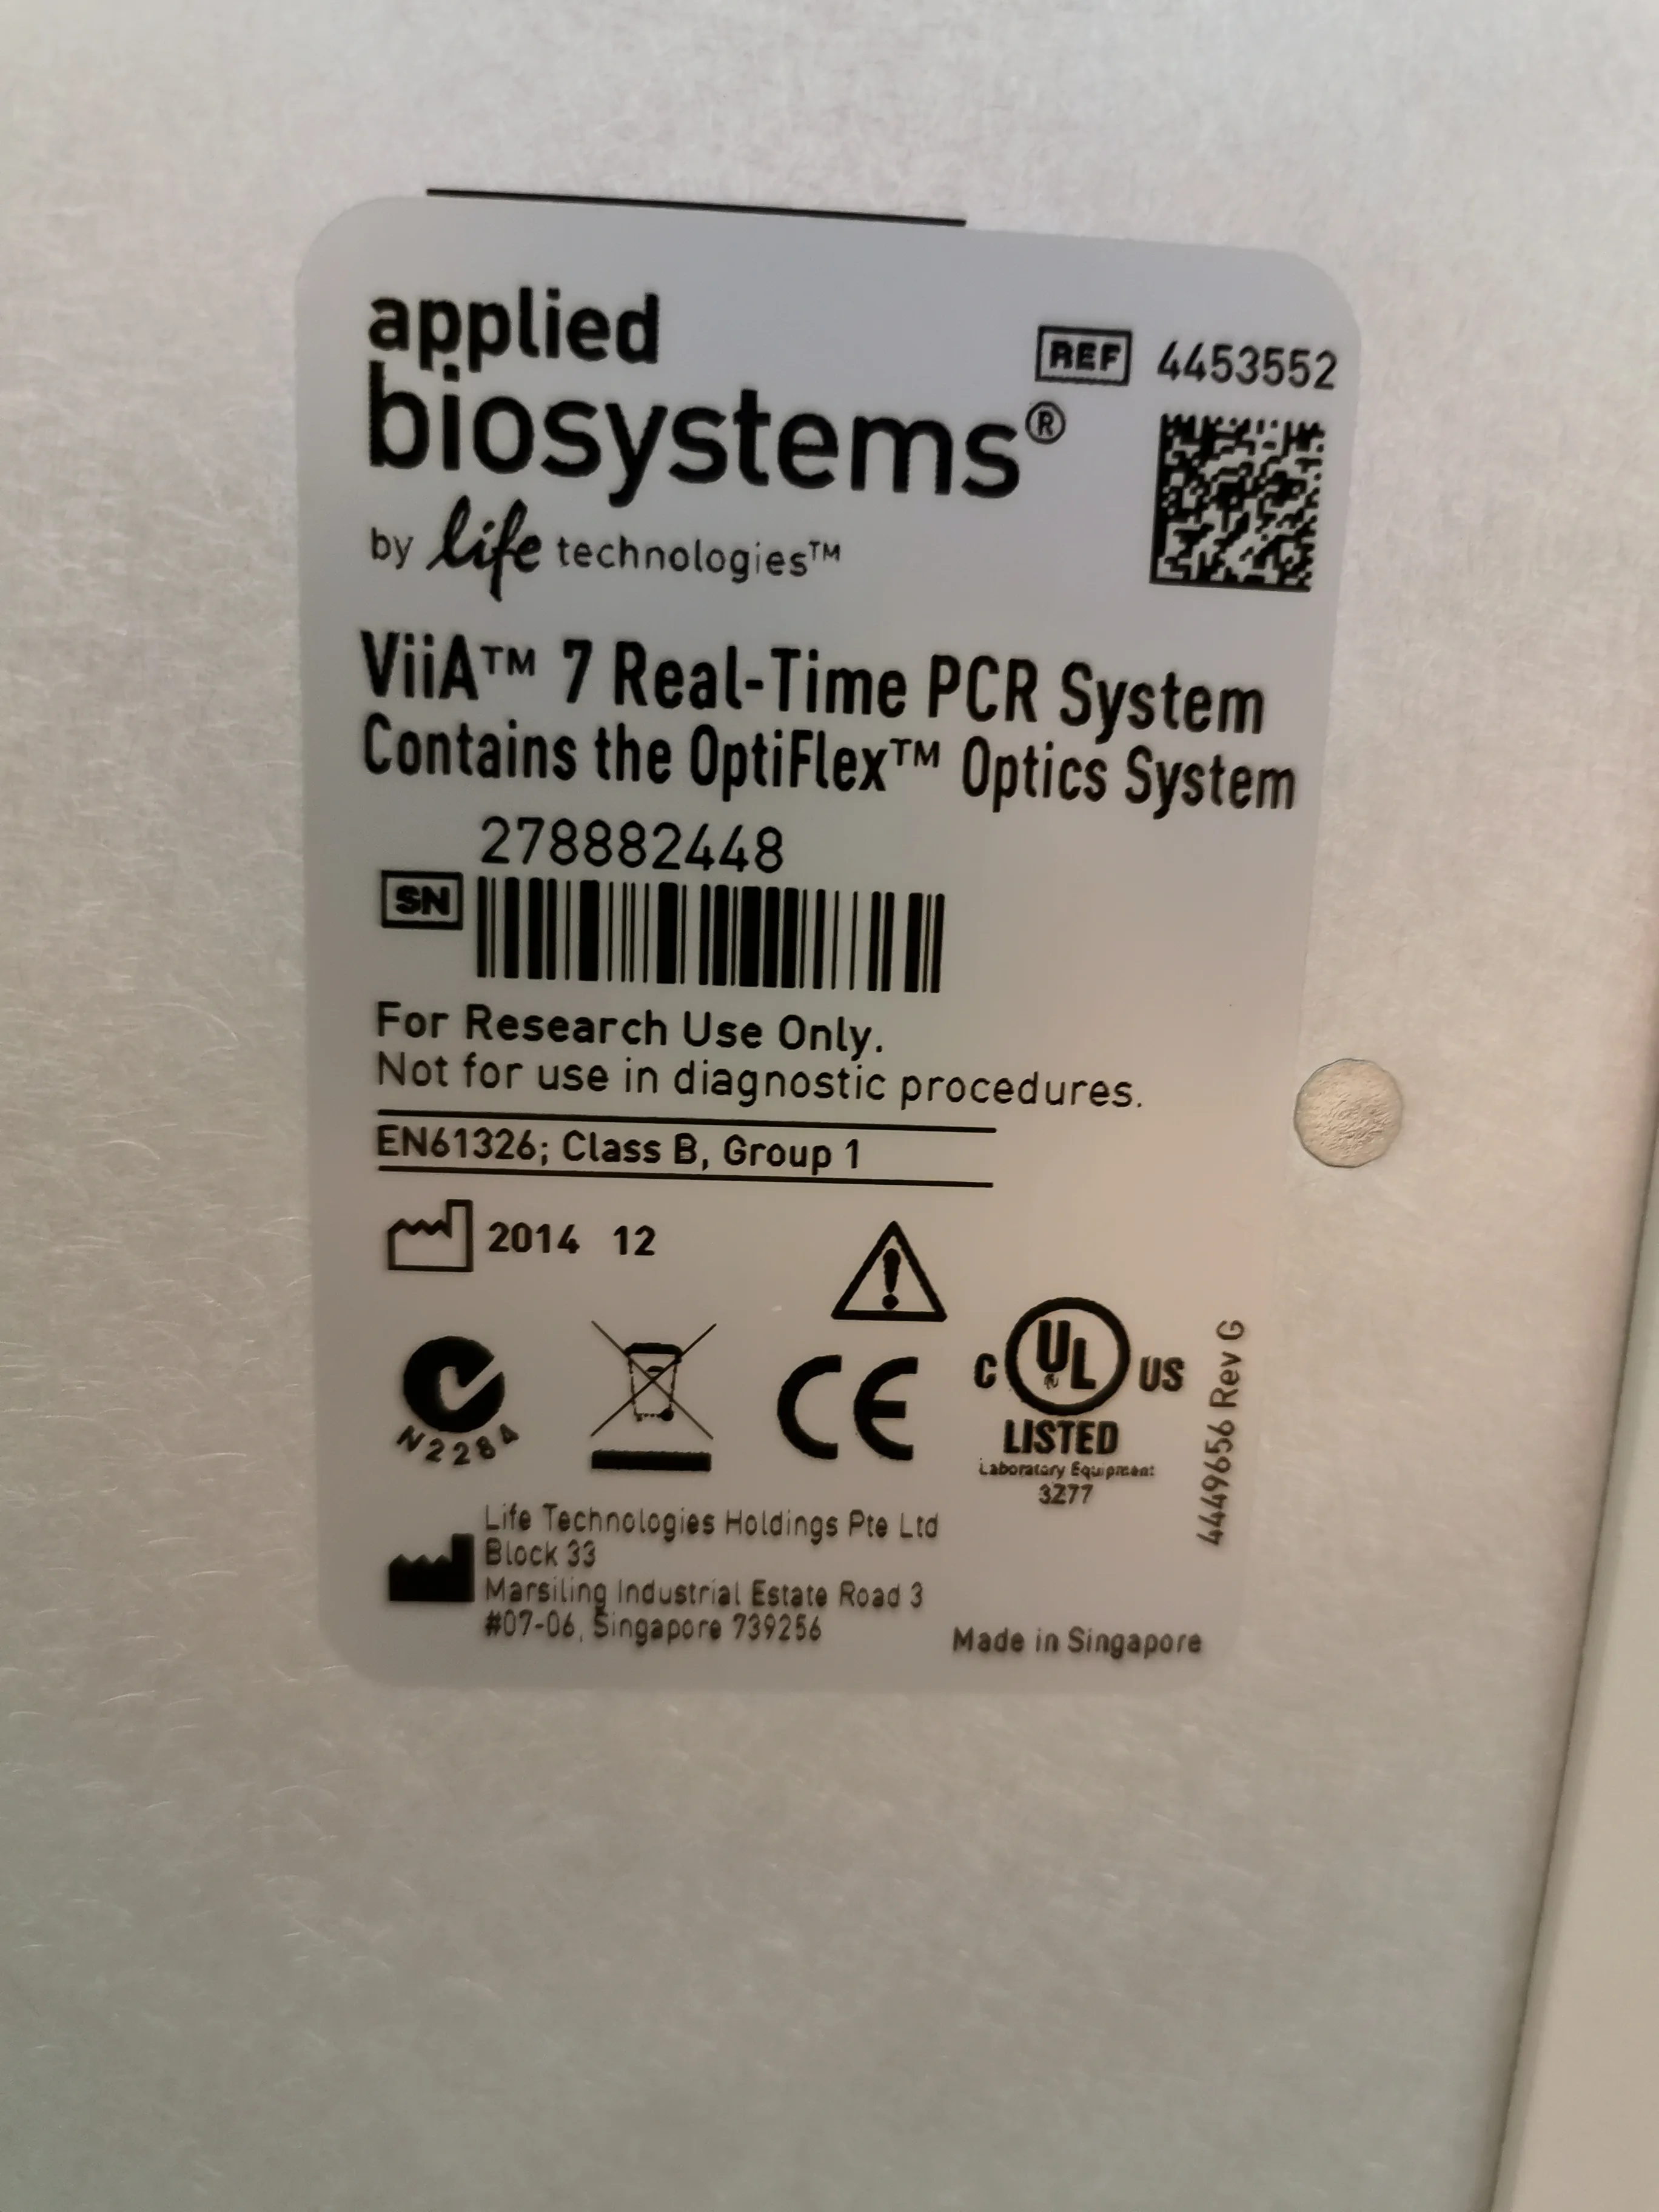 applied
biosystems®
by life technologies™
REF 4453552
ViiA™ 7 Real-Time PCR System
Contains the OptiFlex™ Optics System
278882448
SN
For Research Use Only.
Not for use in diagnostic procedures.
EN61326; Class B, Group 1
2014 12
N2284
CE
C UL US
LISTED
Laboratory Equipment
3Z77
4449656 Rev G
Life Technologies Holdings Pte Ltd
Block 33
Marsiling Industrial Estate Road 3
#07-06, Singapore 739256
Made in Singapore